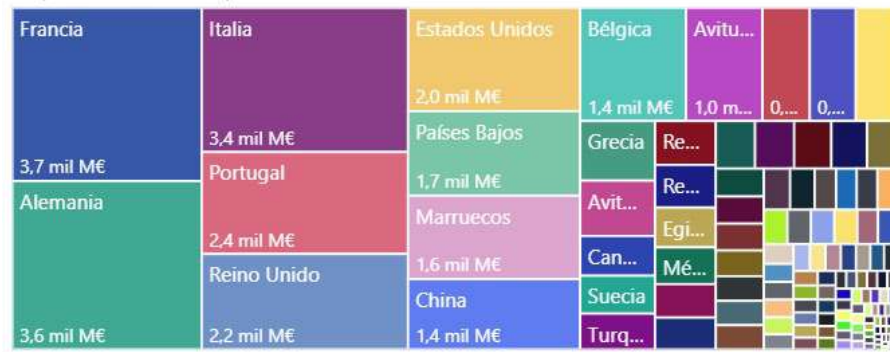 Francia
3,7 mil M€
Alemania
3,6 mil M€
Italia
3,4 mil M€
Portugal
2,4 mil M€
Reino Unido
2,2 mil M€
Estados Unidos
2,0 mil M€
Países Bajos
1,7 mil M€
Marruecos
1,6 mil M€
China
1,4 mil M€
Bélgica
1,4 mil M€
Avitu...
1,0 m...
0,...
0,...
Grecia
Avit...
Can...
Suecia
Turq...
Re...
Re...
Egi...
Mé...